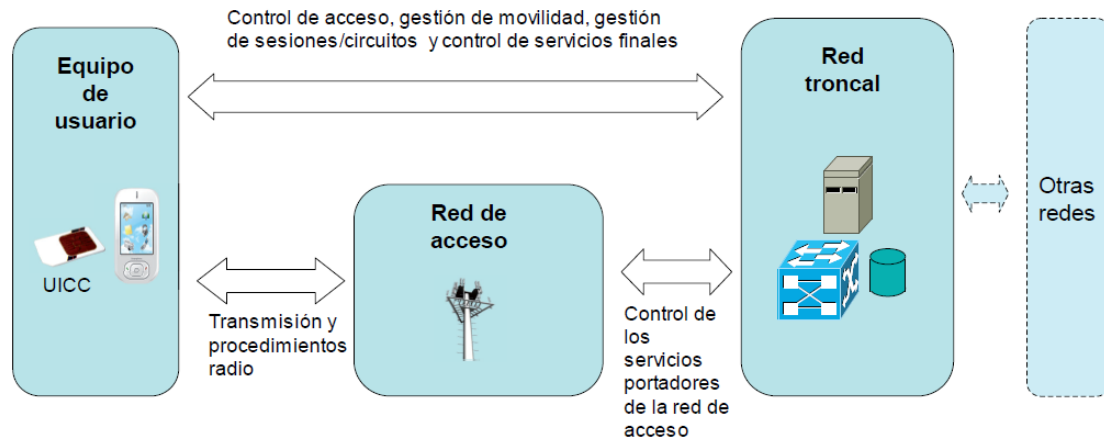 Control de acceso, gestión de movilidad, gestión
de sesiones/circuitos y control de servicios finales
Equipo
de
usuario
UICC
Transmisión y
procedimientos
radio
Red de
acceso
Control de
los
servicios
portadores
de la red de
acceso
Red
troncal
Otras
redes